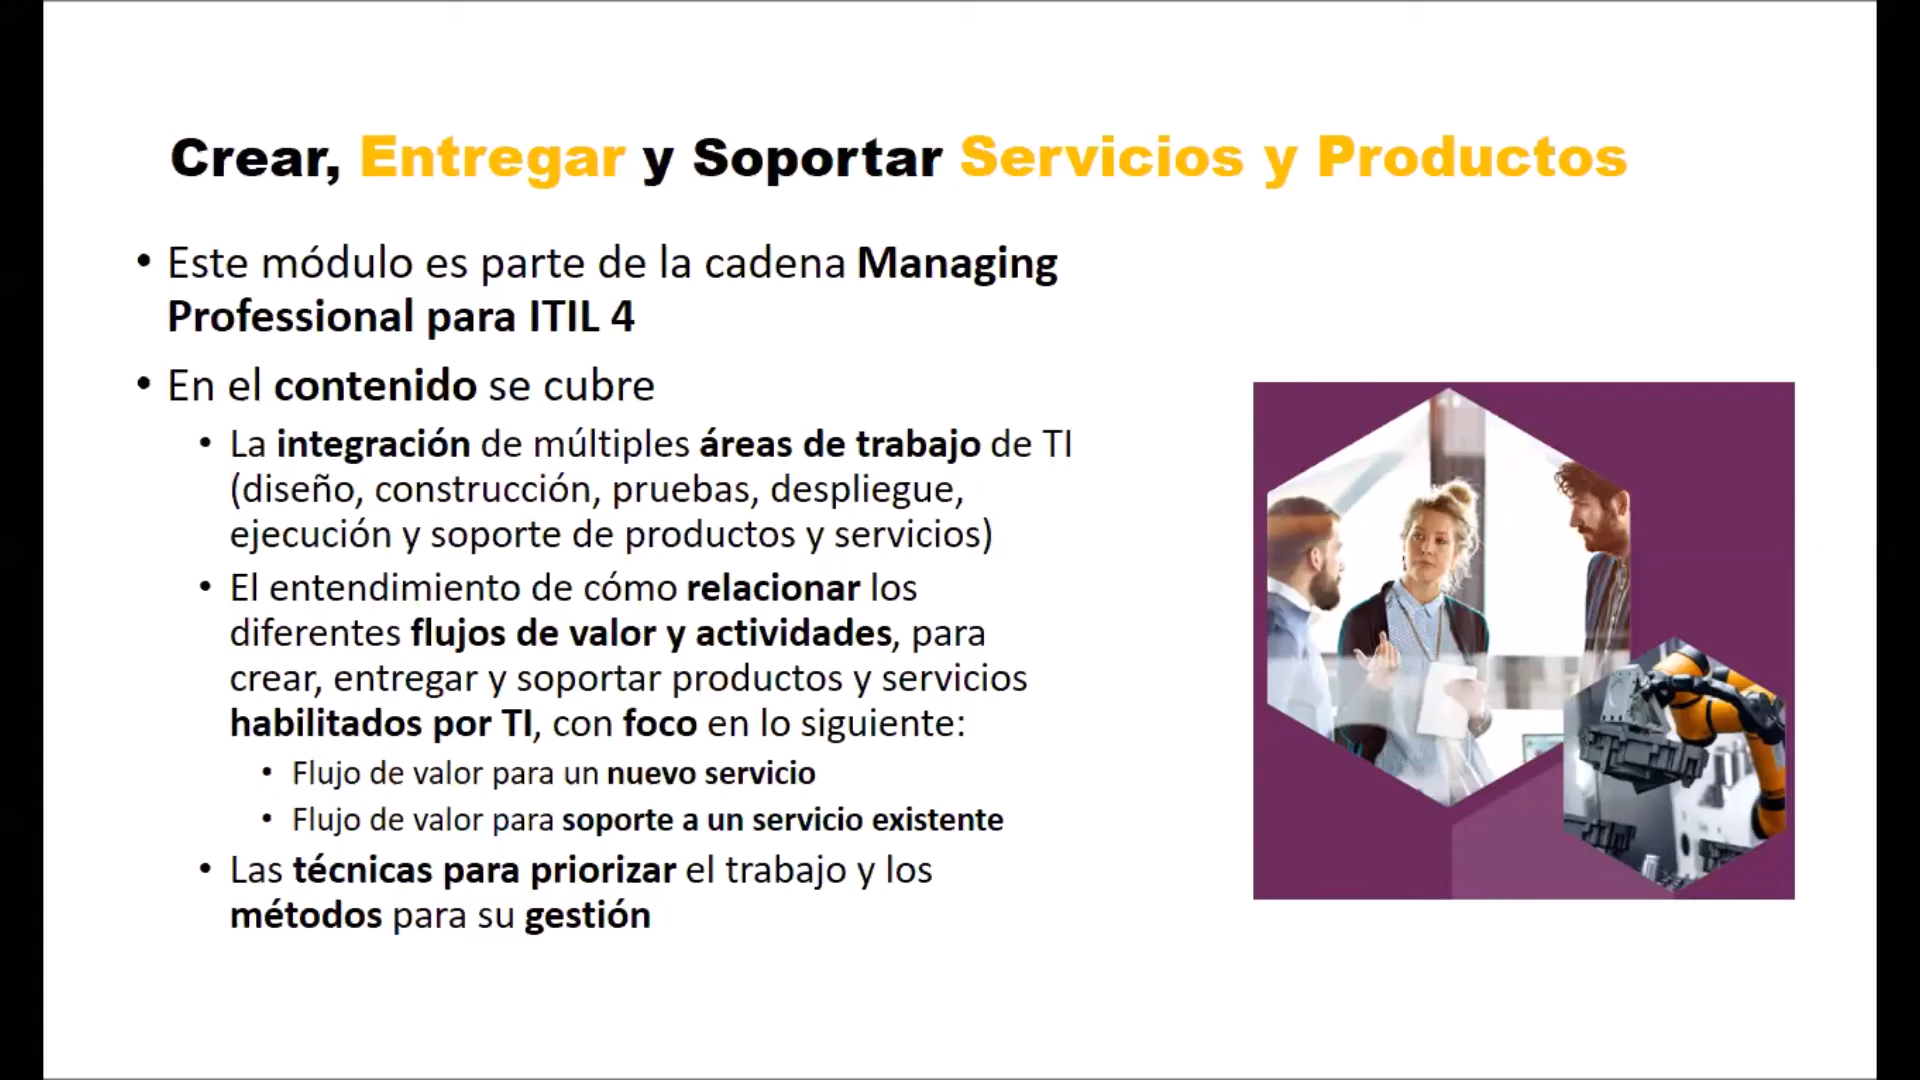 Crear, Entregar y Soportar Servicios y Productos
• Este módulo es parte de la cadena Managing
Professional para ITIL 4
• En el contenido se cubre
• La integración de múltiples áreas de trabajo de TI
(diseño, construcción, pruebas, despliegue,
ejecución y soporte de productos y servicios)
• El entendimiento de cómo relacionar los
diferentes flujos de valor y actividades, para
crear, entregar y soportar productos y servicios
habilitados por TI, con foco en lo siguiente:
• Flujo de valor para un nuevo servicio
• Flujo de valor para soporte a un servicio existente
• Las técnicas para priorizar el trabajo y los
métodos para su gestión